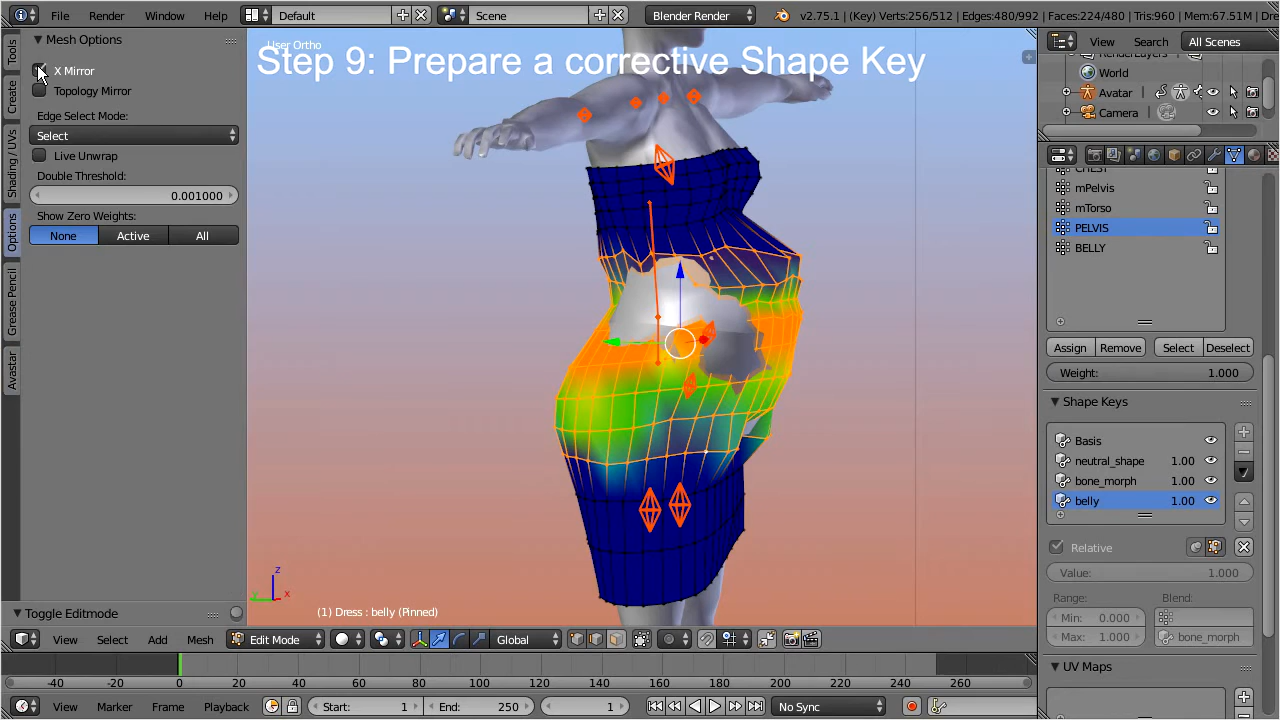 File Render Window Help Default Scene Blender Render v2.75.1 | (Key) Verts:256/512 | Edges:480/992 | Faces:224/480 | Tris:960 | Mem:67.51M |
Mesh Options
X Mirror
Topology Mirror
Edge Select Mode:
Select
Live Unwrap
Double Threshold:
0.001000
Show Zero Weights:
None Active All
Toggle Editmode
Tools
Create
Shading / UVs
Options
Grease Pencil
Avastar
User Ortho
Step 9: Prepare a corrective Shape Key
z
y
x
(1) Dress : belly (Pinned)
View Select Add Mesh Edit Mode Global
-40 -20 0 20 40 60 80 100 120 140 160 180 200 220 240 260
View Marker Frame Playback Start: 1 End: 250 1 No Sync
View Search All Scenes
RenderLayers
World
Avatar
Camera
CHEST
mPelvis
mTorso
PELVIS
BELLY
Assign Remove Select Deselect
Weight: 1.000
Shape Keys
Basis
neutral_shape 1.00
bone_morph 1.00
belly 1.00
Relative
Value: 1.000
Range: Blend:
Min: 0.000
Max: 1.000 bone_morph
UV Maps